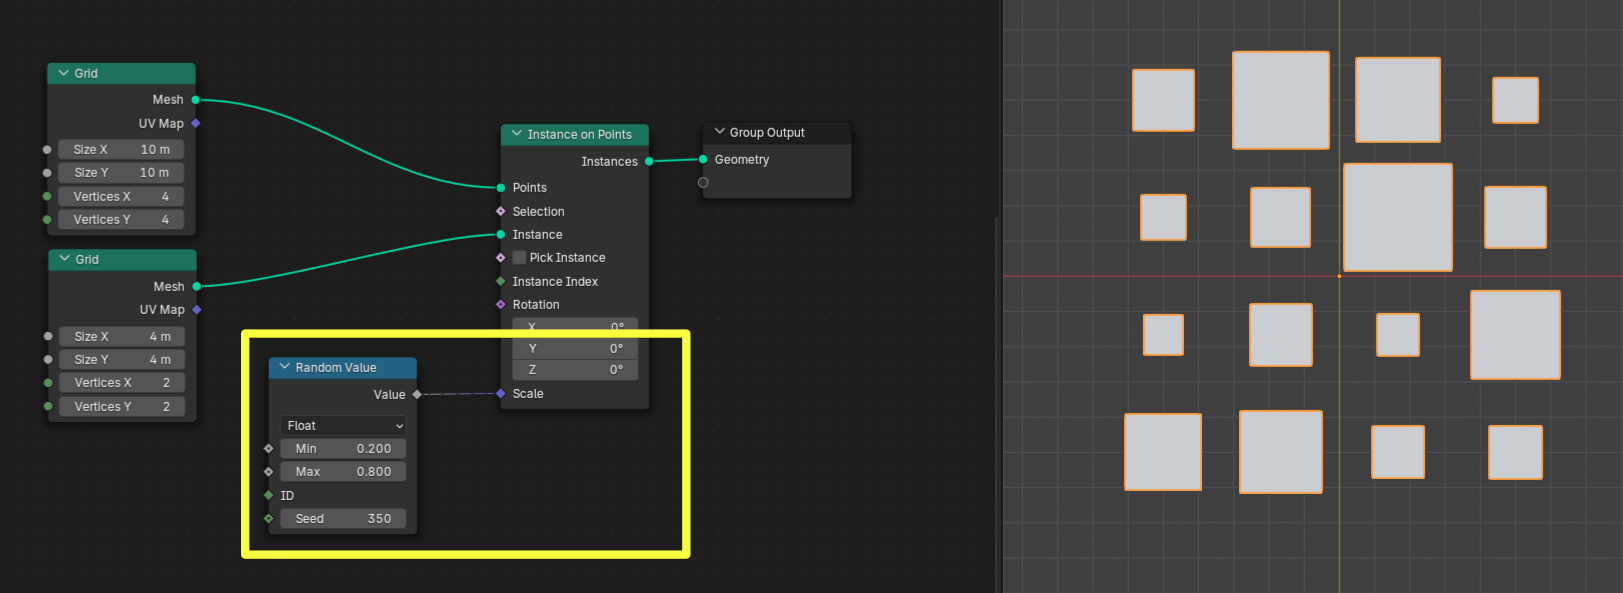 Grid
Mesh
UV Map
Size X 10 m
Size Y 10 m
Vertices X 4
Vertices Y 4
Grid
Mesh
UV Map
Size X 4 m
Size Y 4 m
Vertices X 2
Vertices Y 2
Random Value
Value
Float
Min 0.200
Max 0.800
ID
Seed 350
Instance on Points
Instances
Points
Selection
Instance
Pick Instance
Instance Index
Rotation
X 0°
Y 0°
Z 0°
Scale
Group Output
Geometry